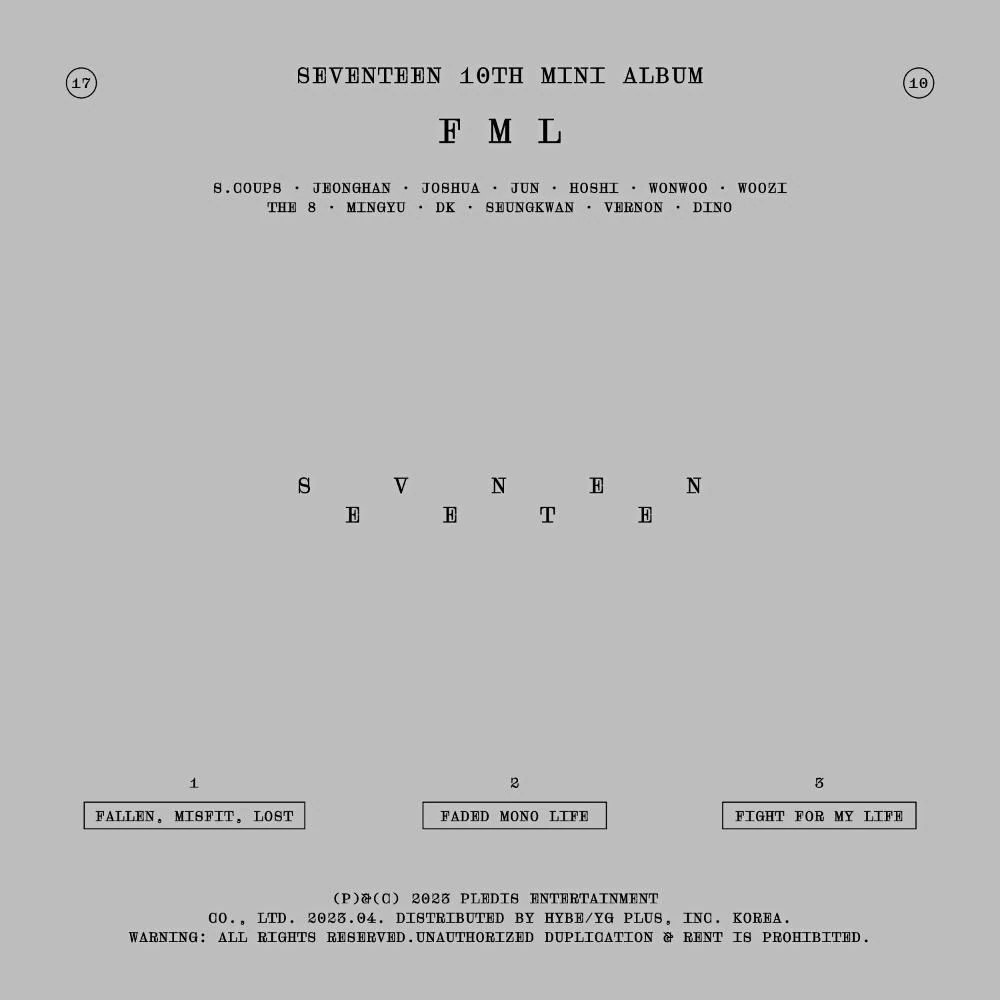 17
SEVENTEEN 10TH MINI ALBUM
10
F M L
S.COUPS · JEONGHAN · JOSHUA · JUN · HOSHI · WONWOO · WOOZI
THE 8 · MINGYU · DK · SEUNGKWAN · VERNON · DINO
S V N E N
E E T E
1 2 3
FALLEN, MISFIT, LOST FADED MONO LIFE FIGHT FOR MY LIFE
(P)&(C) 2023 PLEDIS ENTERTAINMENT
CO., LTD. 2023.04. DISTRIBUTED BY HYBE/YG PLUS, INC. KOREA.
WARNING: ALL RIGHTS RESERVED.UNAUTHORIZED DUPLICATION & RENT IS PROHIBITED.